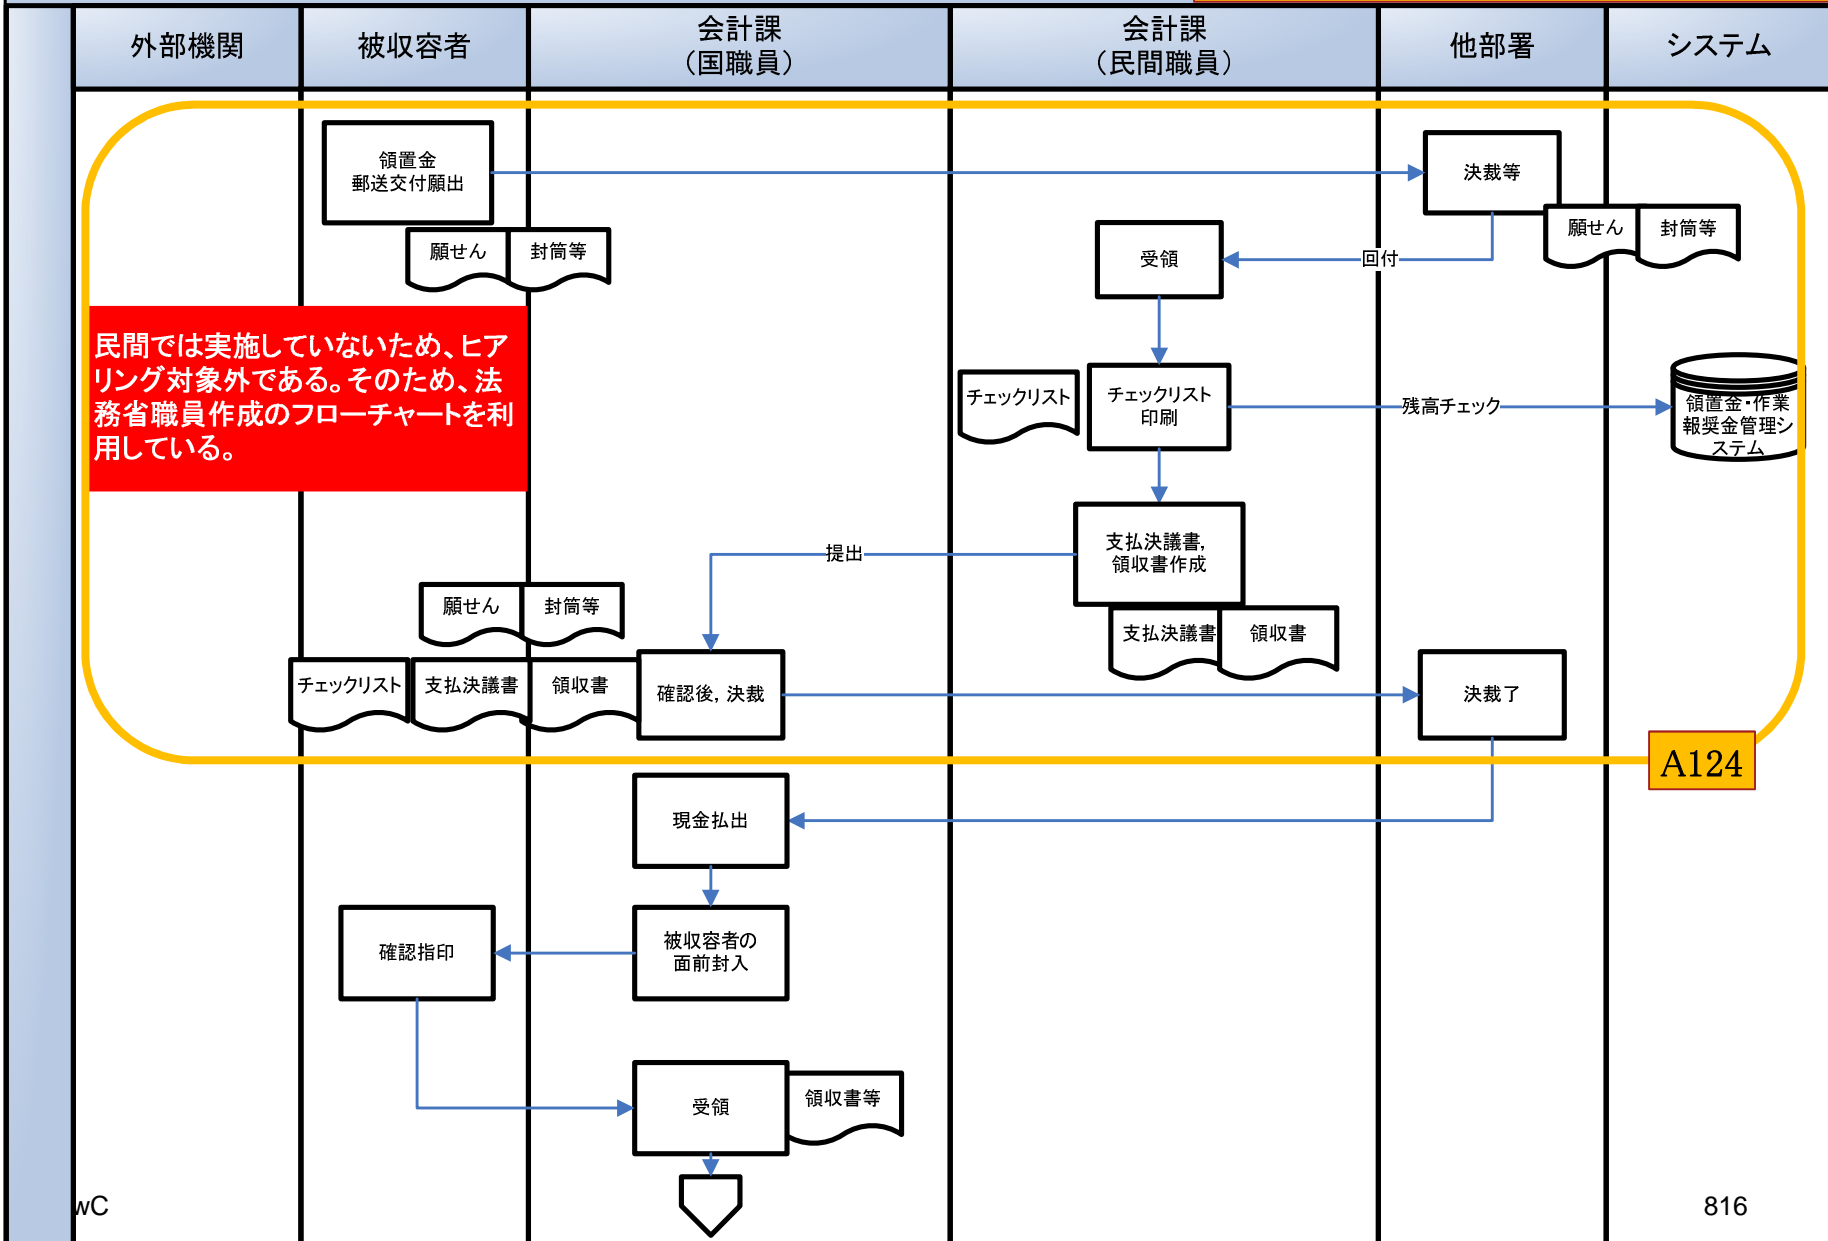 外部機関
被収容者
会計課
（国職員）
会計課
（民間職員）
他部署
システム
領置金
郵送交付願出
決裁等
願せん
封筒等
願せん
封筒等
受領
回付
民間では実施していないため、ヒア
リング対象外である。そのため、法
務省職員作成のフローチャートを利
用している。
チェックリスト
チェックリスト
印刷
残高チェック
領置金・作業
報奨金管理シ
ステム
支払決議書，
領収書作成
提出
願せん
封筒等
支払決議書
領収書
チェックリスト
支払決議書
領収書
確認後，決裁
決裁了
A124
現金払出
確認指印
被収容者の
面前封入
受領
領収書等
wC
816